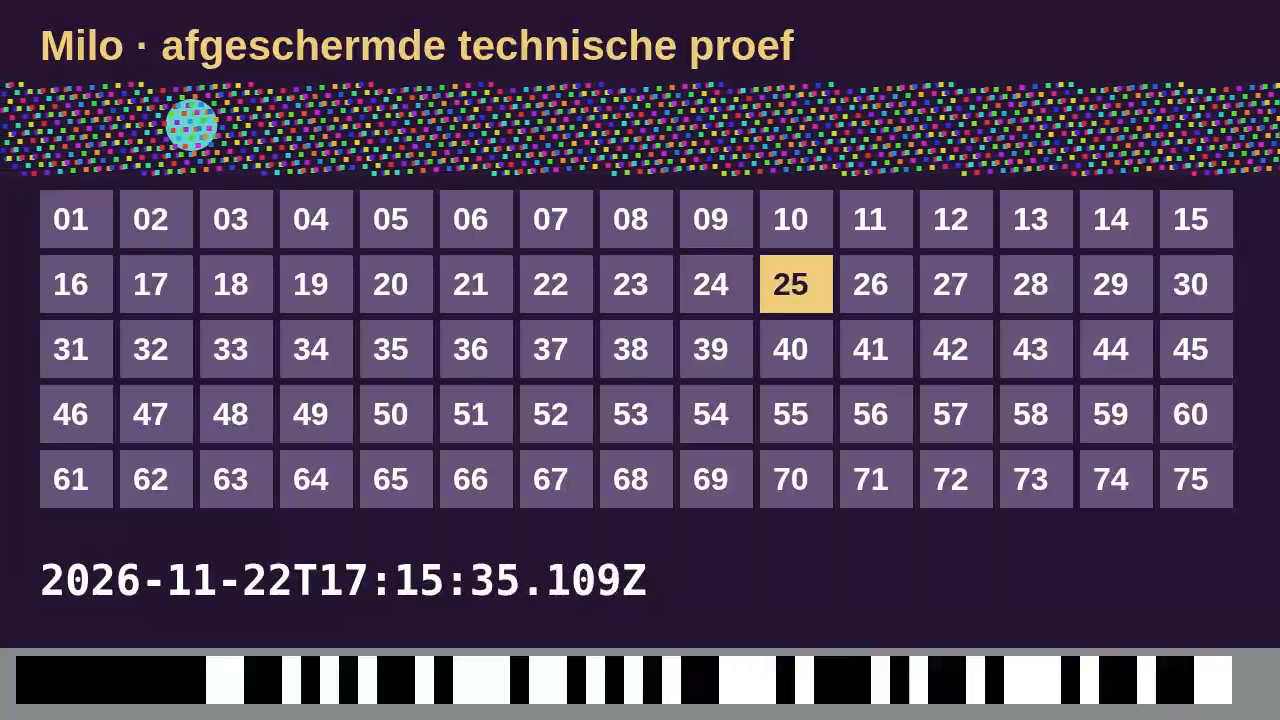 Milo · afgeschermde technische proef
01 02 03 04 05 06 07 08 09 10 11 12 13 14 15
16 17 18 19 20 21 22 23 24 25 26 27 28 29 30
31 32 33 34 35 36 37 38 39 40 41 42 43 44 45
46 47 48 49 50 51 52 53 54 55 56 57 58 59 60
61 62 63 64 65 66 67 68 69 70 71 72 73 74 75
2026-11-22T17:15:35.109Z